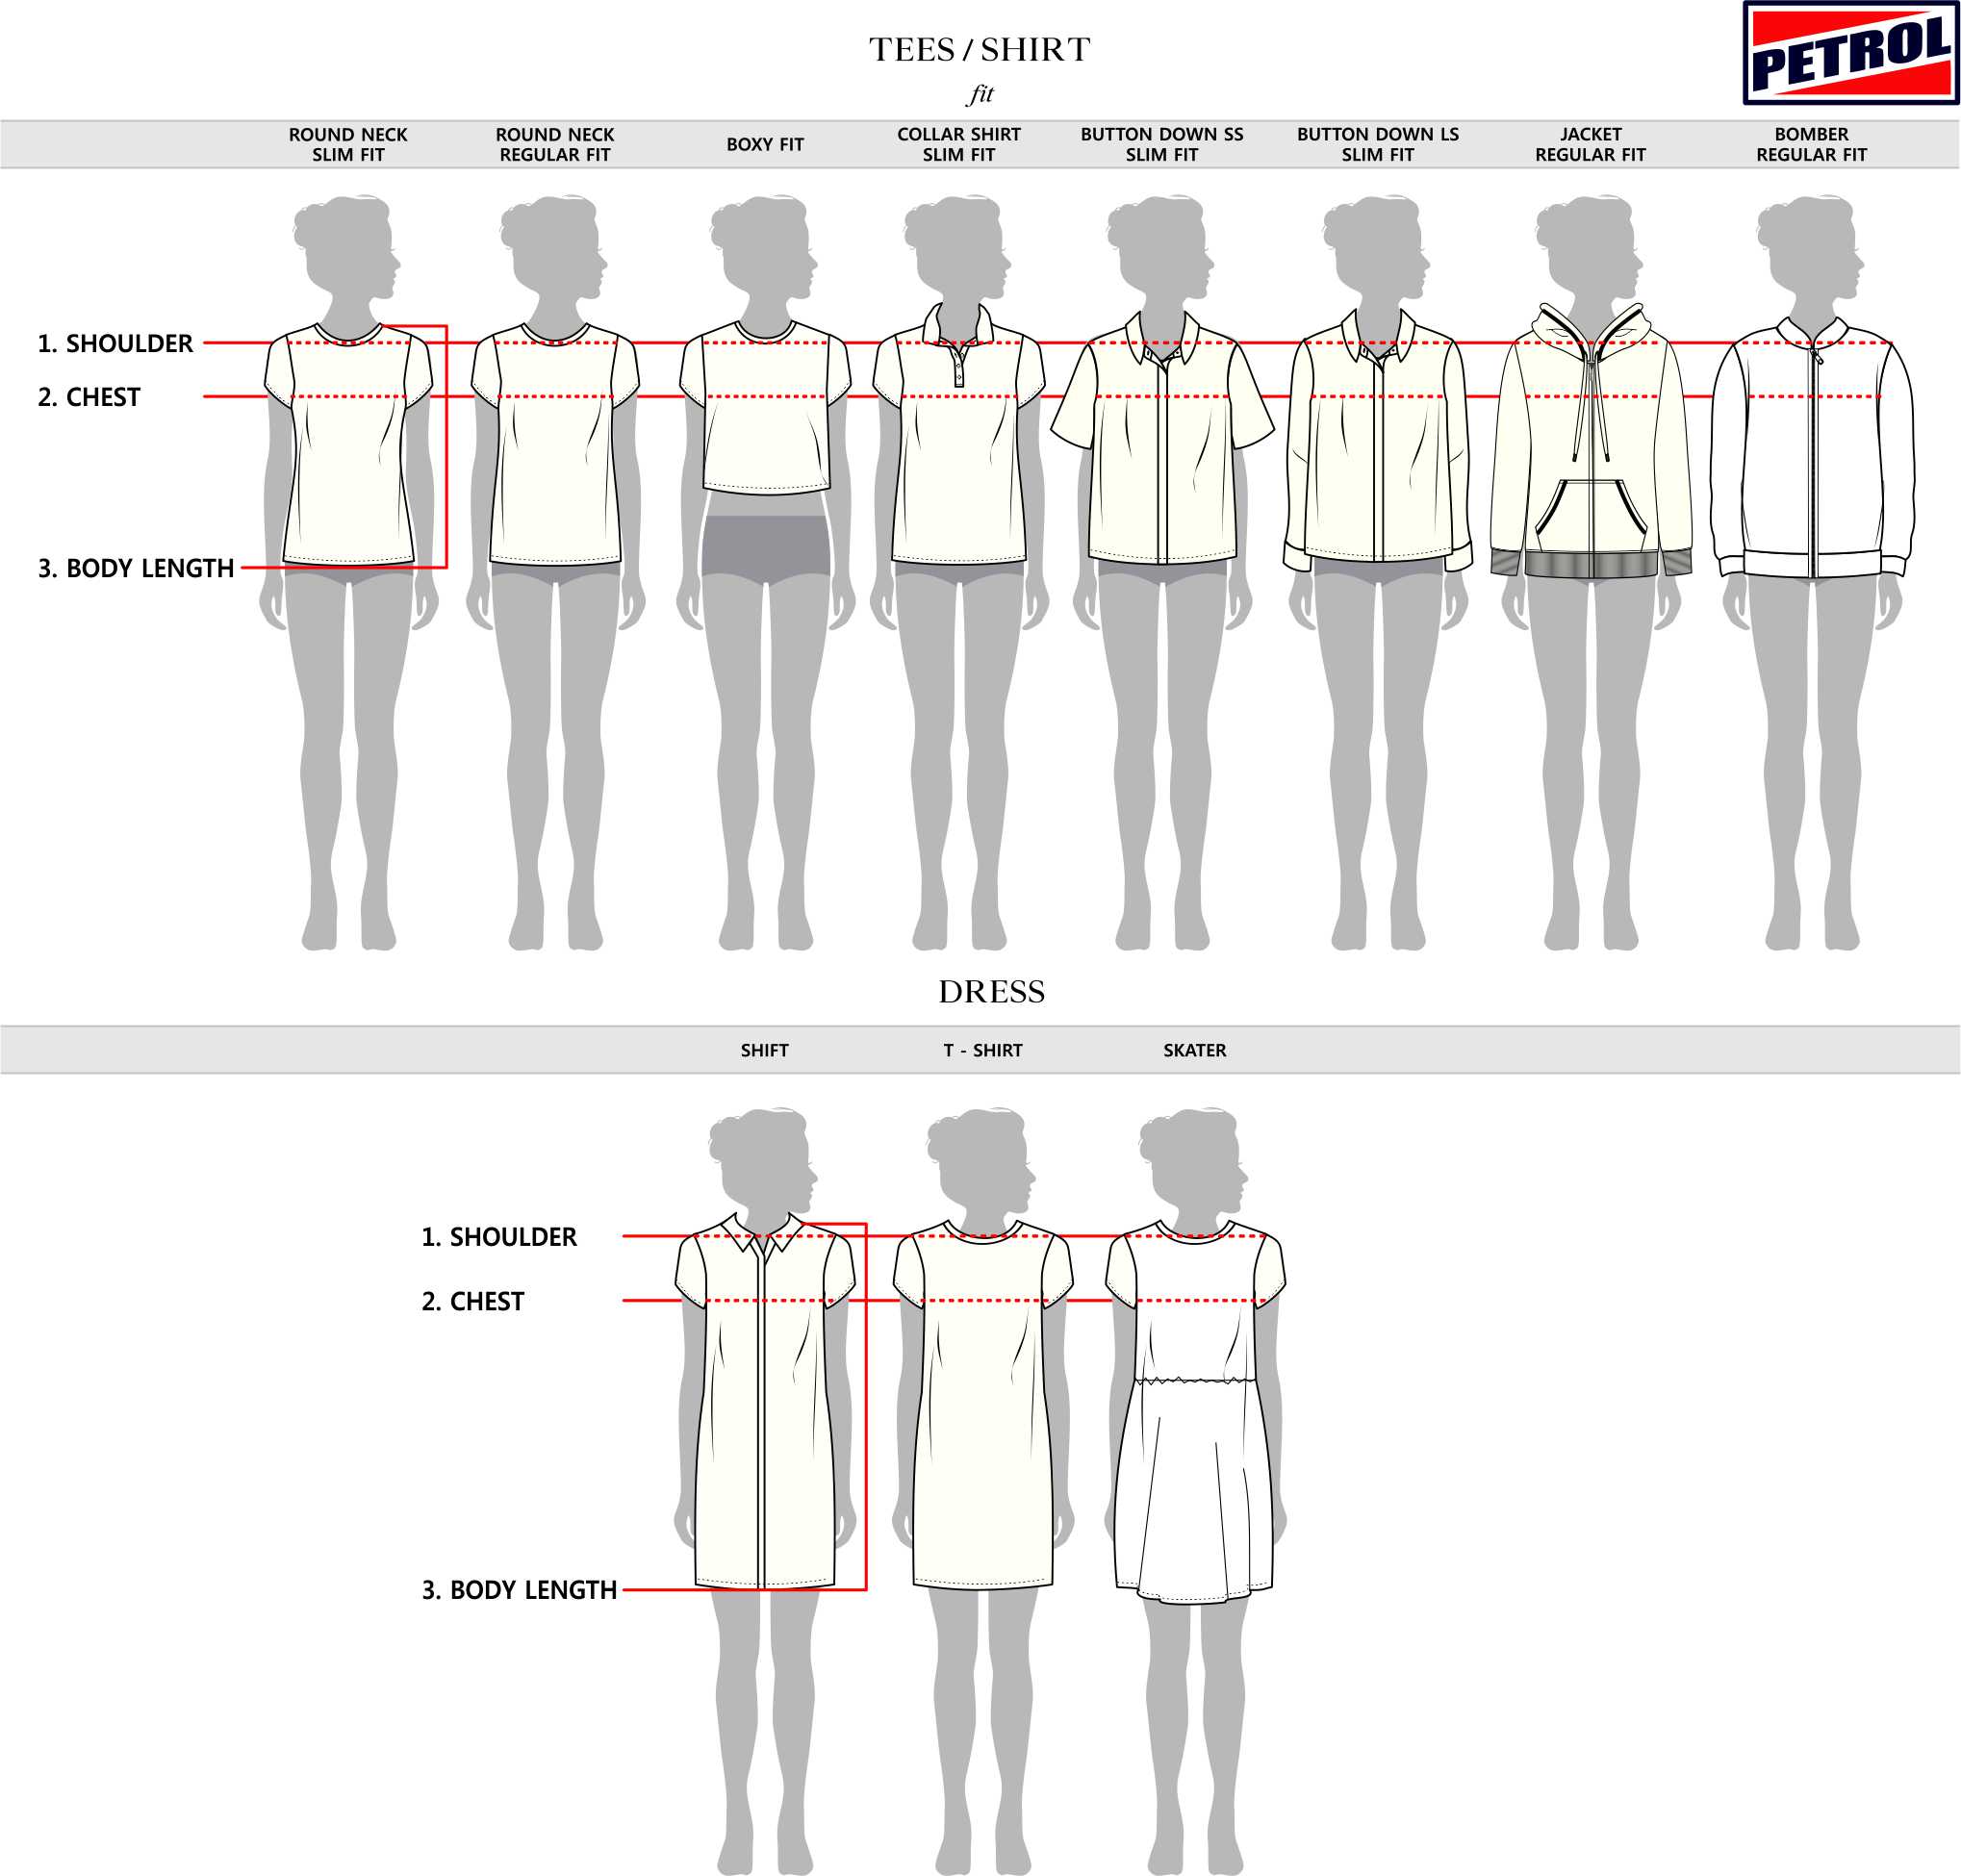 TEES / SHIRT
fit
PETROL
ROUND NECK
SLIM FIT
ROUND NECK
REGULAR FIT
BOXY FIT
COLLAR SHIRT
SLIM FIT
BUTTON DOWN SS
SLIM FIT
BUTTON DOWN LS
SLIM FIT
JACKET
REGULAR FIT
BOMBER
REGULAR FIT
1. SHOULDER
2. CHEST
3. BODY LENGTH
DRESS
SHIFT
T - SHIRT
SKATER
1. SHOULDER
2. CHEST
3. BODY LENGTH